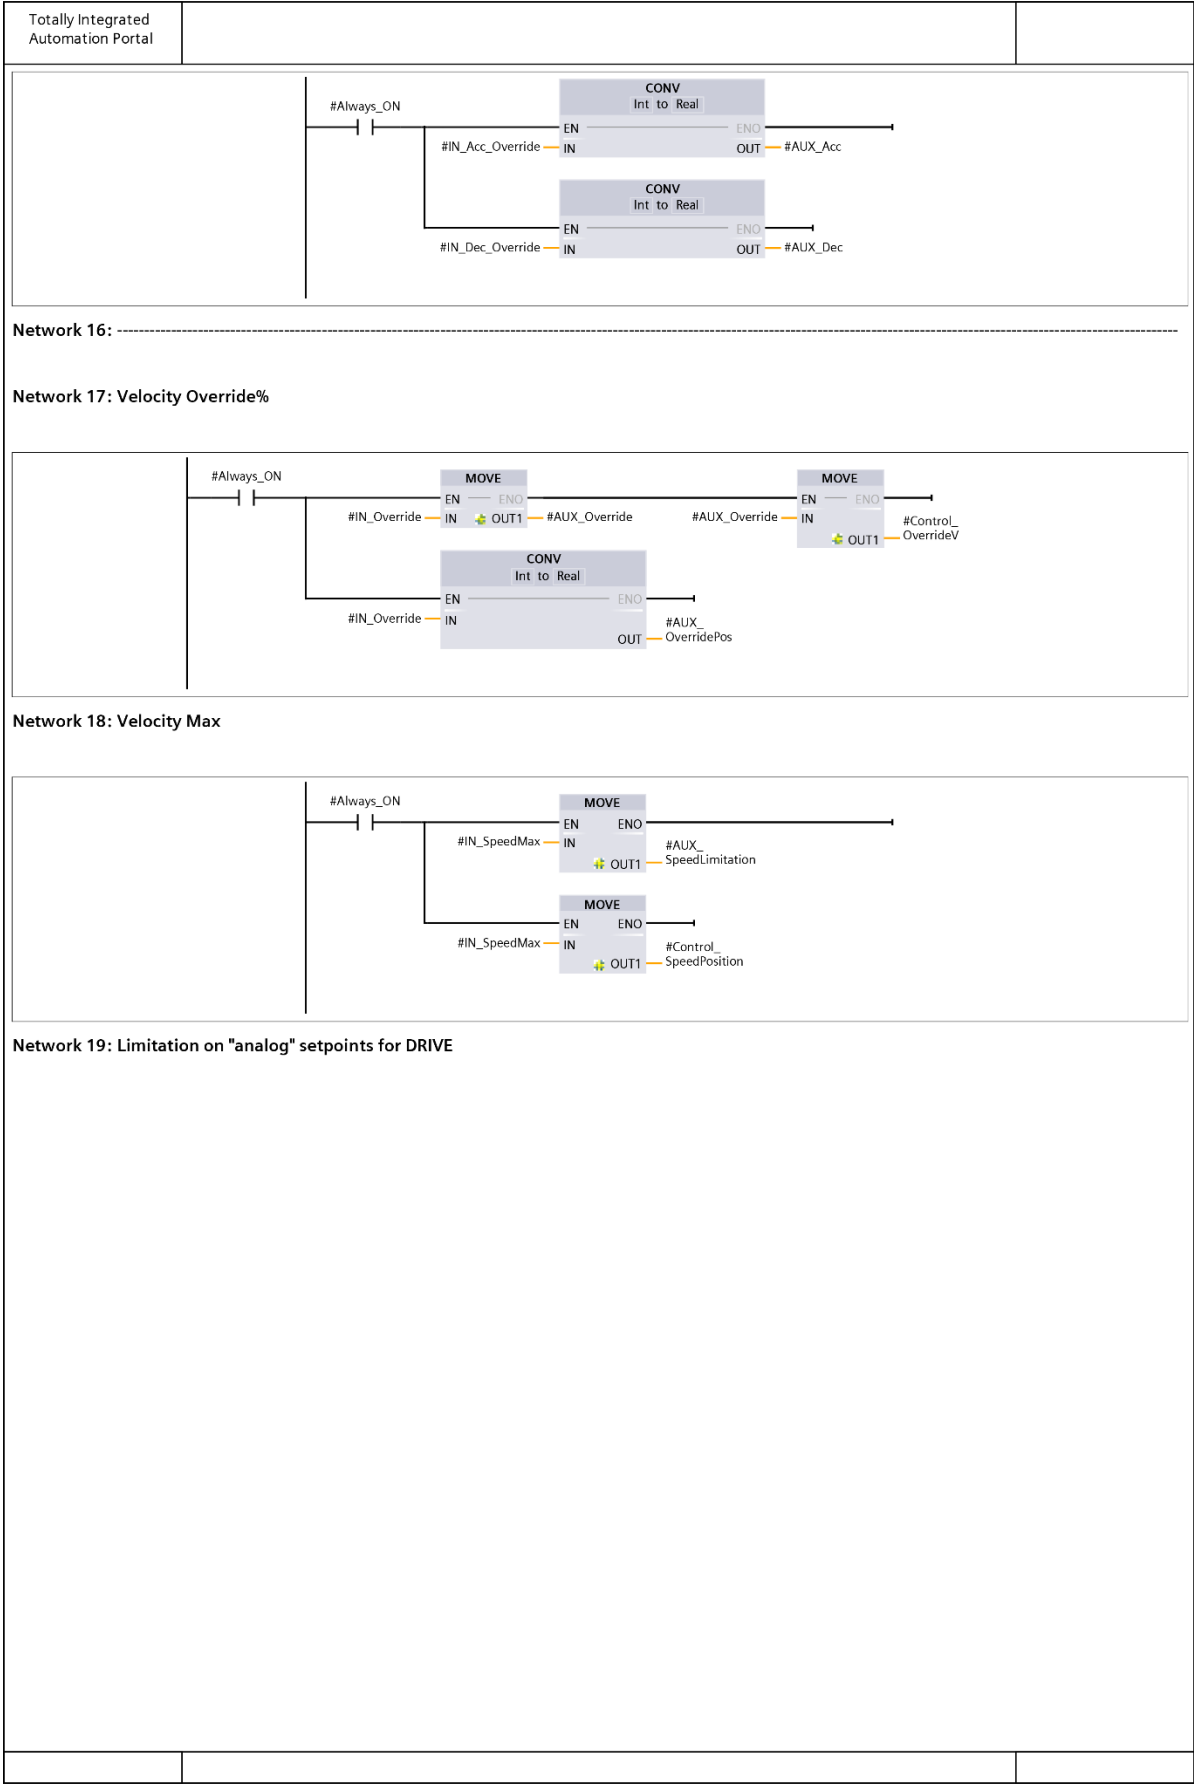 Totally Integrated
Automation Portal
#Always_ON
CONV
Int to Real
EN ENO
#IN_Acc_Override IN OUT #AUX_Acc
CONV
Int to Real
EN ENO
#IN_Dec_Override IN OUT #AUX_Dec
Network 16: ----------------------------------------------------------------
Network 17: Velocity Override%
#Always_ON
MOVE
EN ENO
#IN_Override IN OUT1 #AUX_Override
MOVE
EN ENO
#AUX_Override IN
#Control_
OverrideV
OUT1
CONV
Int to Real
EN ENO
#IN_Override IN
#AUX_
OverridePos
OUT
Network 18: Velocity Max
#Always_ON
MOVE
EN ENO
#IN_SpeedMax IN
#AUX_
SpeedLimitation
OUT1
MOVE
EN ENO
#IN_SpeedMax IN
#Control_
SpeedPosition
OUT1
Network 19: Limitation on "analog" setpoints for DRIVE